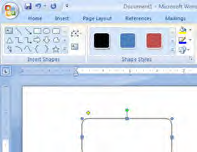 Document1 - Microsoft Word
Home Insert Page Layout References Mailings
Insert Shapes Shape Styles